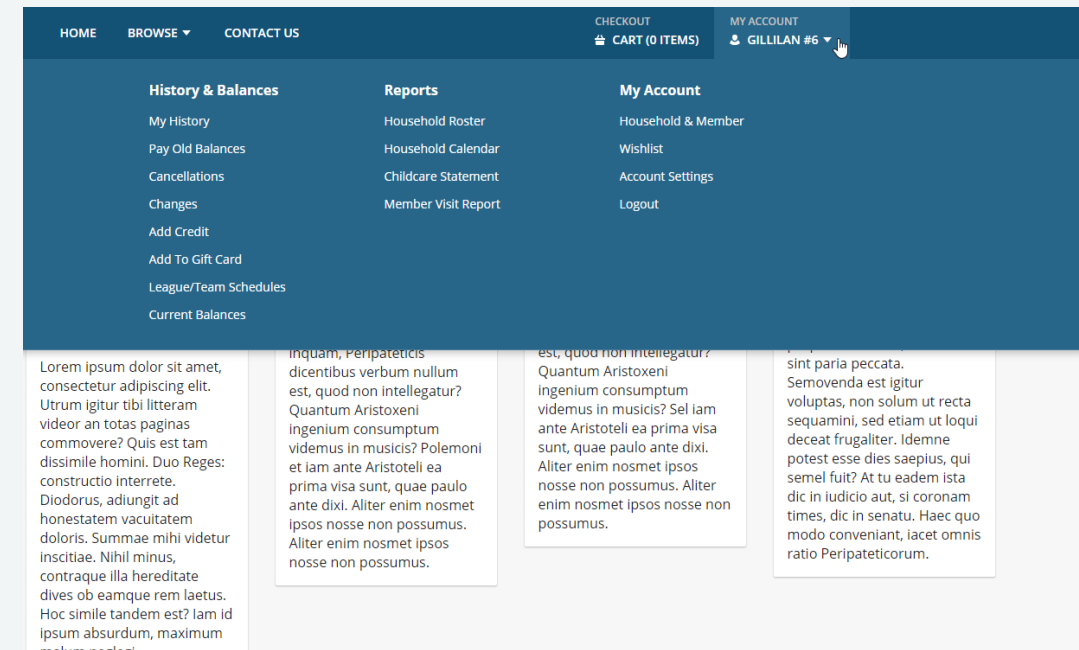 HOME
BROWSE
CONTACT US
CHECKOUT
CART (0 ITEMS)
MY ACCOUNT
GILLILAN #6
History & Balances
My History
Pay Old Balances
Cancellations
Changes
Add Credit
Add To Gift Card
League/Team Schedules
Current Balances
Reports
Household Roster
Household Calendar
Childcare Statement
Member Visit Report
My Account
Household & Member
Wishlist
Account Settings
Logout
Lorem ipsum dolor sit amet,
consectetur adipiscing elit.
Utrum igitur tibi litteram
videor an totas paginas
commovere? Quis est tam
dissimile homini. Duo Reges:
constructio interrete.
Diodorus, adiungit ad
honestatem vacuitatem
doloris. Summae mihi videtur
inscitiae. Nihil minus,
contraque illa hereditate
dives ob eamque rem laetus.
Hoc simile tandem est? Iam id
ipsum absurdum, maximum
inquam, Peripateticis
dicentibus verbum nullum
est, quod non intellegatur?
Quantum Aristoxeni
ingenium consumptum
videmus in musicis? Polemoni
et iam ante Aristoteli ea
prima visa sunt, quae paulo
ante dixi. Aliter enim nosmet
ipsos nosse non possumus.
Aliter enim nosmet ipsos
nosse non possumus.
est, quod non intellegatur?
Quantum Aristoxeni
ingenium consumptum
videmus in musicis? Sel iam
ante Aristoteli ea prima visa
sunt, quae paulo ante dixi.
Aliter enim nosmet ipsos
nosse non possumus. Aliter
enim nosmet ipsos nosse non
possumus.
sint paria peccata.
Semovenda est igitur
voluptas, non solum ut recta
sequamini, sed etiam ut loqui
deceat frugaliter. Idemne
potest esse dies saepius, qui
semel fuit? At tu eadem ista
dic in iudicio aut, si coronam
times, dic in senatu. Haec quo
modo conveniant, iacet omnis
ratio Peripateticorum.